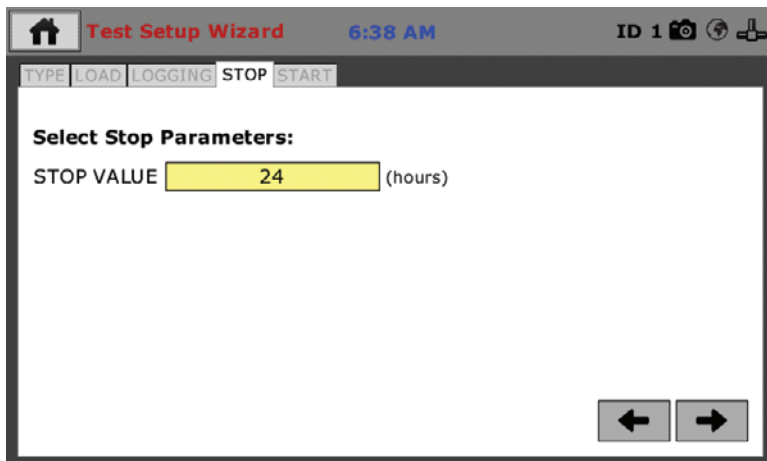 Test Setup Wizard 6:38 AM ID 1
TYPE LOAD LOGGING STOP START
Select Stop Parameters:
STOP VALUE 24 (hours)